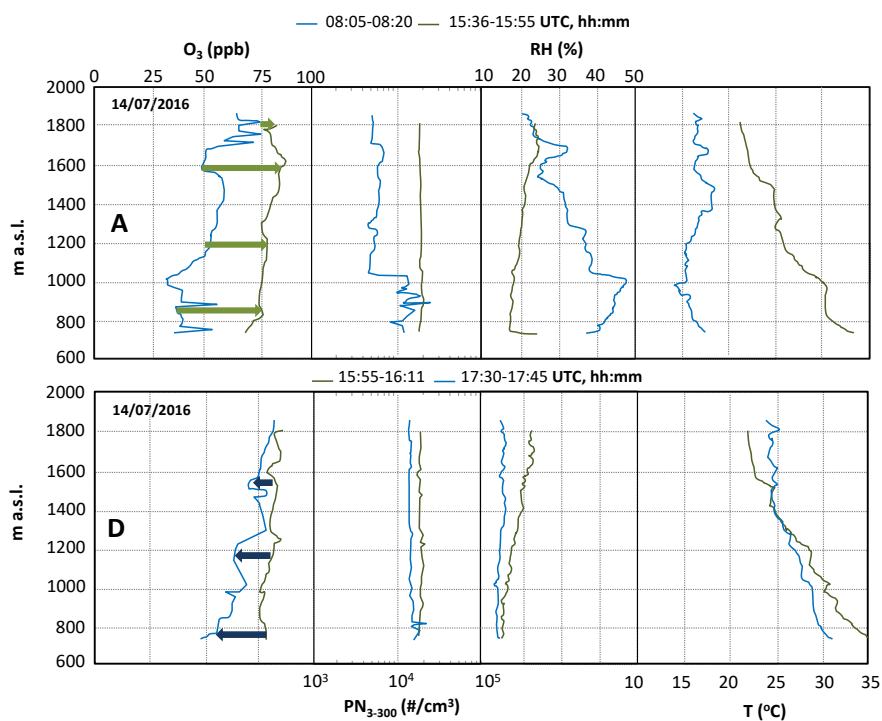 08:05-08:20 15:36-15:55 UTC, hh:mm
O3 (ppb) RH (%)
0 25 50 75 100 10 20 30 40 50
2000
14/07/2016
1800
1600
1400
A
1200
1000
800
600
m a.s.l.
15:55-16:11 17:30-17:45 UTC, hh:mm
2000
14/07/2016
1800
1600
1400
D
1200
1000
800
600
m a.s.l.
10³ 10⁴ 10⁵ 10 15 20 25 30 35
PN3-300 (#/cm³) T (°C)